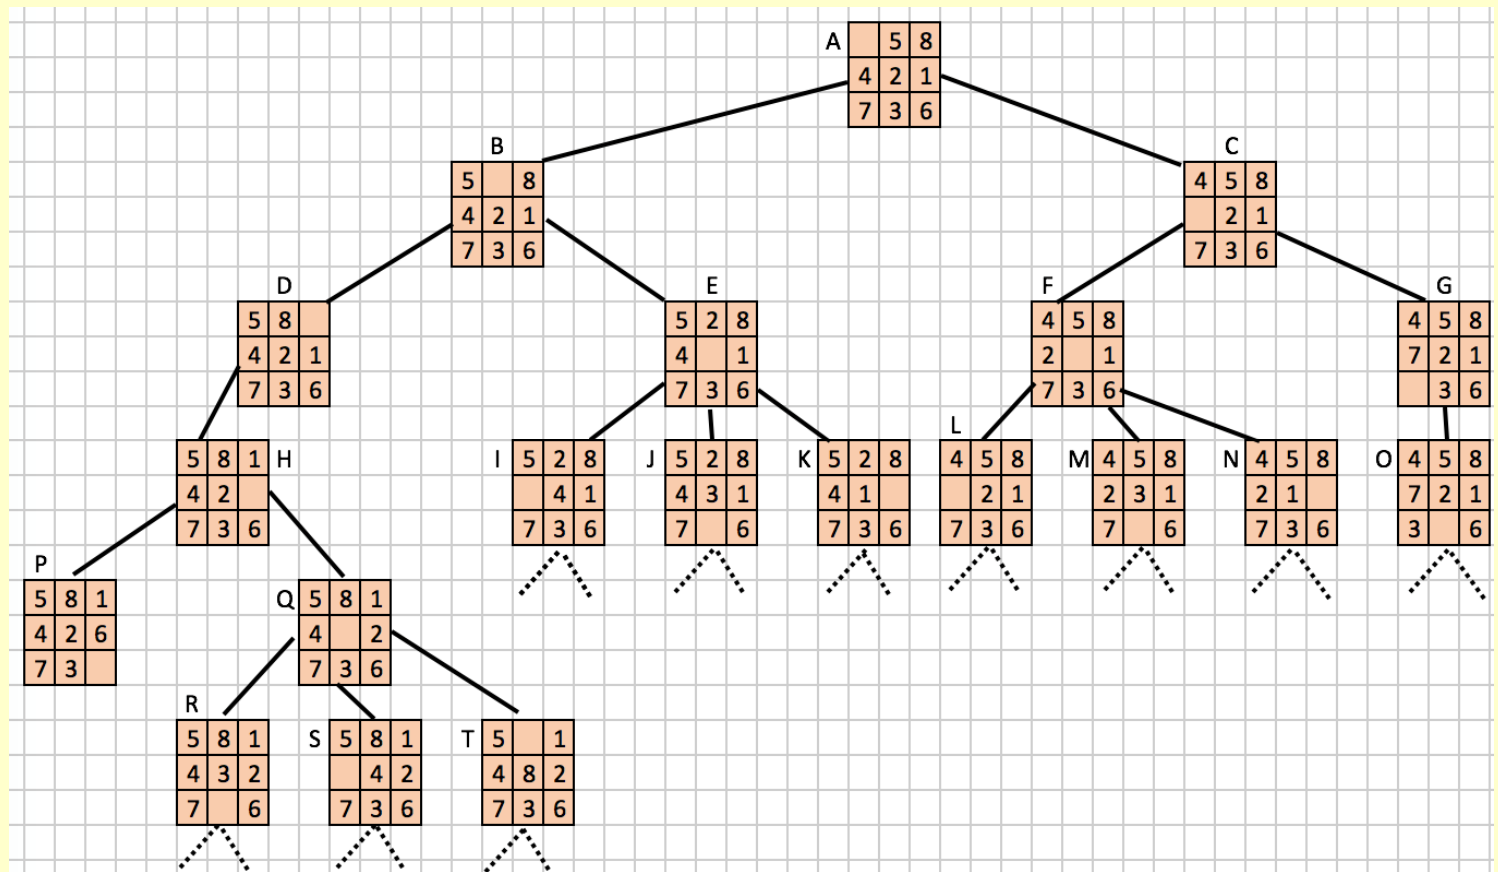 A
5 8
4 2 1
7 3 6
B
5 8
4 2 1
7 3 6
C
4 5 8
2 1
7 3 6
D
5 8
4 2 1
7 3 6
E
5 2 8
4 1
7 3 6
F
4 5 8
2 1
7 3 6
G
4 5 8
7 2 1
3 6
H
5 8 1
4 2
7 3 6
I
5 2 8
4 1
7 3 6
J
5 2 8
4 3 1
7 6
K
5 2 8
4 1
7 3 6
L
4 5 8
2 1
7 3 6
M
4 5 8
2 3 1
7 6
N
4 5 8
2 1
7 3 6
O
4 5 8
7 2 1
3 6
P
5 8 1
4 2 6
7 3
Q
5 8 1
4 2
7 3 6
R
5 8 1
4 3 2
7 6
S
5 8 1
4 2
7 3 6
T
5 1
4 8 2
7 3 6